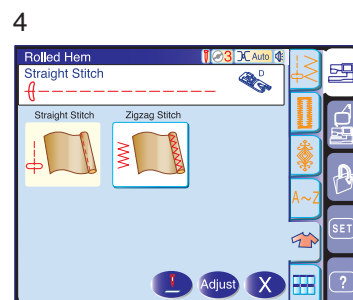 4
Rolled Hem
3 Auto
Straight Stitch
D
Straight Stitch Zigzag Stitch
A~Z
SET
Adjust X
?